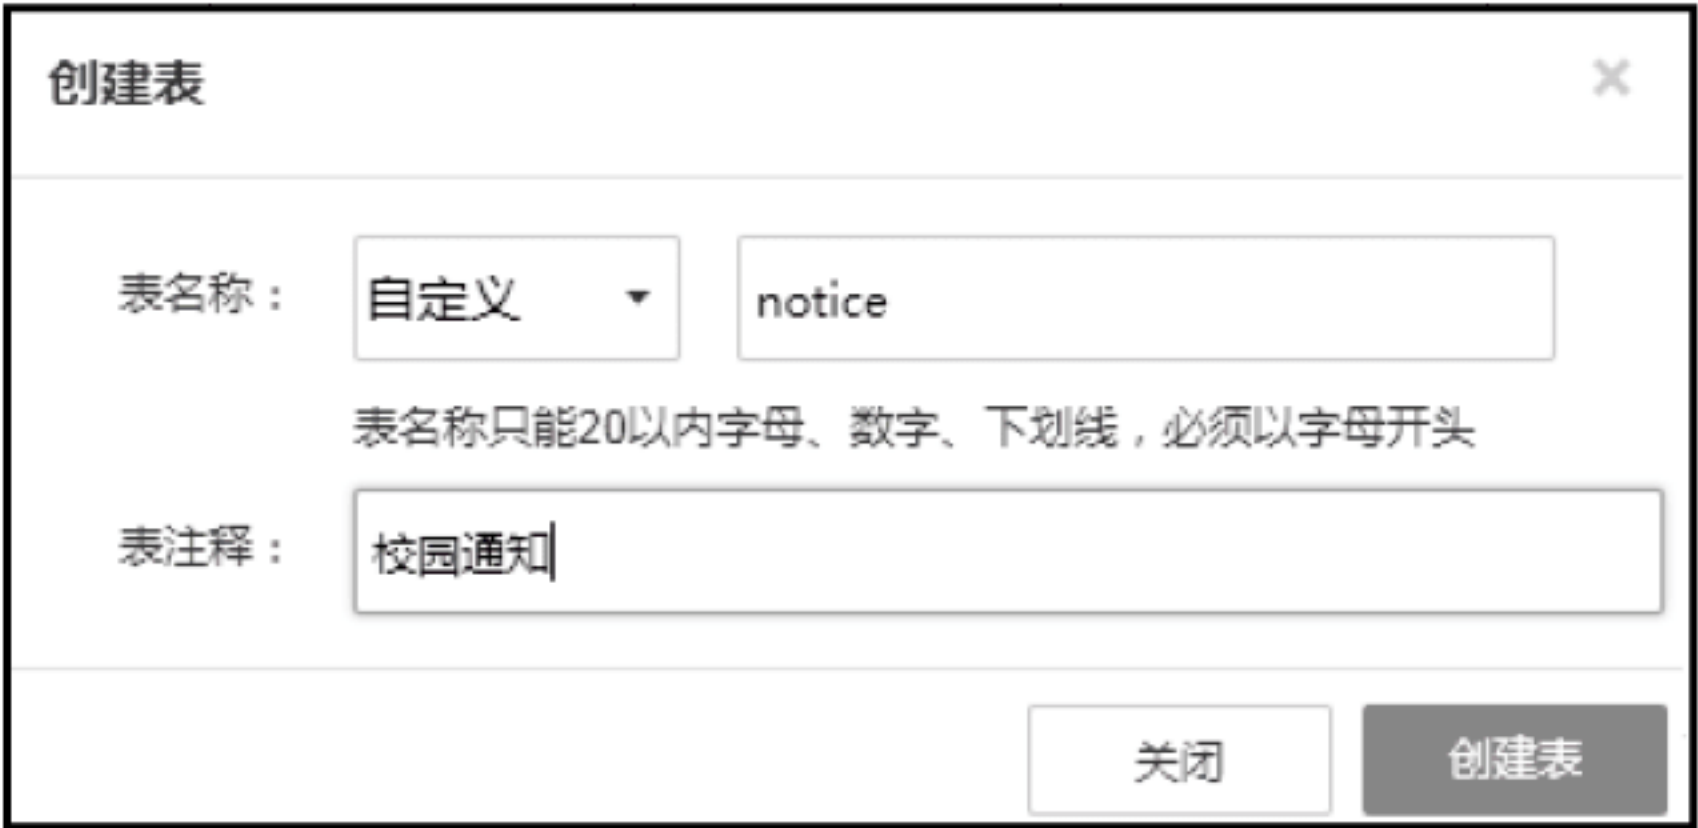 创建表
表名称： 自定义 notice
表名称只能20以内字母、数字、下划线，必须以字母开头
表注释： 校园通知
关闭 创建表